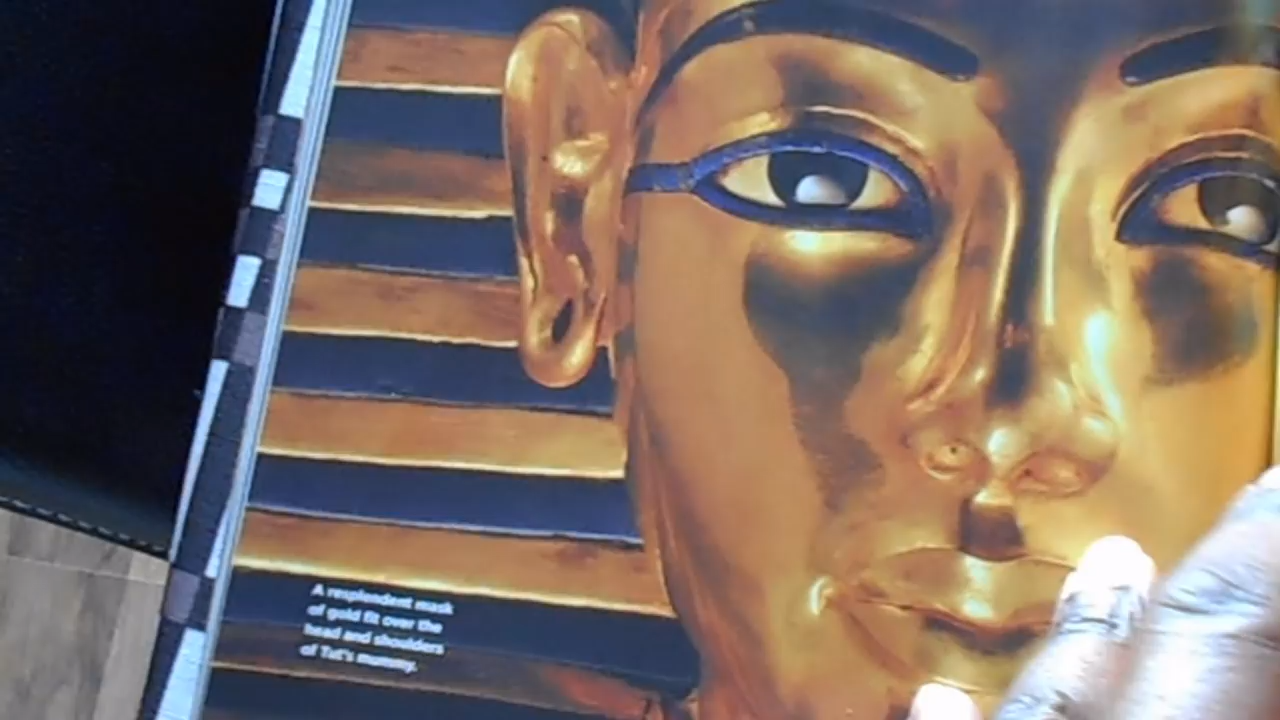 A resplendent mask
of gold fit over the
head and shoulders
of Tut's mummy.